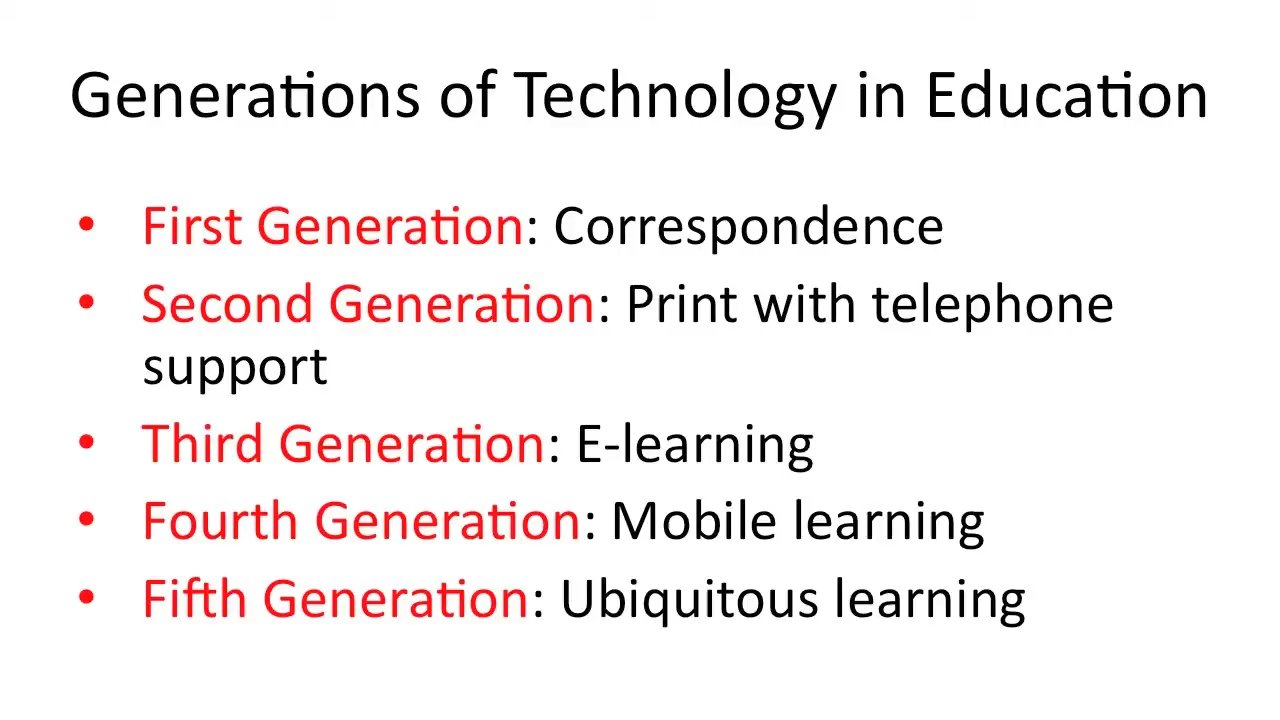 Generations of Technology in Education
• First Generation: Correspondence
• Second Generation: Print with telephone
support
• Third Generation: E-learning
• Fourth Generation: Mobile learning
• Fifth Generation: Ubiquitous learning